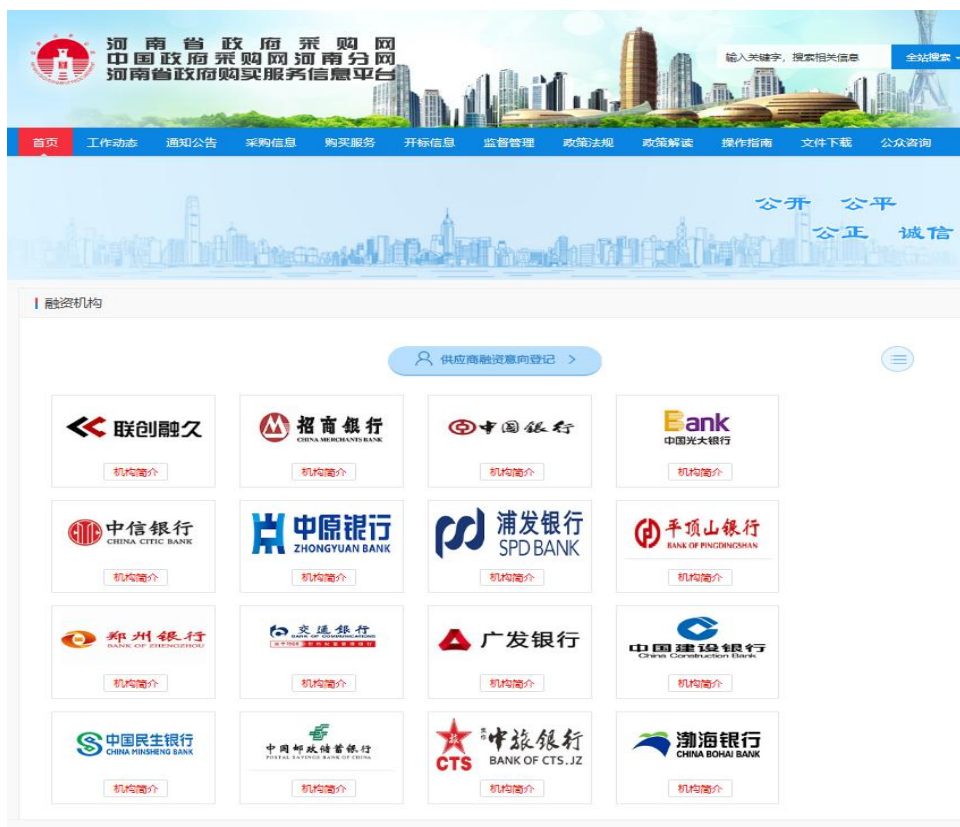 河南省政府采购网
中国政府采购网河南分网
河南省政府购买服务信息平台
输入关键字，搜索相关信息 全站搜索
首页 工作动态 通知公告 采购信息 购买服务 开标信息 监督管理 政策法规 政策解读 操作指南 文件下载 公众咨询
公开 公平
公正 诚信
融资机构
供应商融资意向登记 >
联创融久
机构简介
招商银行
CHINA MERCHANTS BANK
机构简介
中国银行
机构简介
Bank
中国光大银行
机构简介
中信银行
CHINA CITIC BANK
机构简介
中原银行
ZHONGYUAN BANK
机构简介
浦发银行
SPD BANK
机构简介
平顶山银行
BANK OF PINGDINGSHAN
机构简介
郑州银行
BANK OF ZHENGZHOU
机构简介
交通银行
BANK OF COMMUNICATIONS
机构简介
广发银行
机构简介
中国建设银行
China Construction Bank
机构简介
中国民生银行
CHINA MINSHENG BANK
机构简介
中国邮政储蓄银行
POSTAL SAVINGS BANK OF CHINA
机构简介
旅
CTS
焦作中旅银行
BANK OF CTS.JZ
机构简介
渤海银行
CHINA BOHAI BANK
机构简介